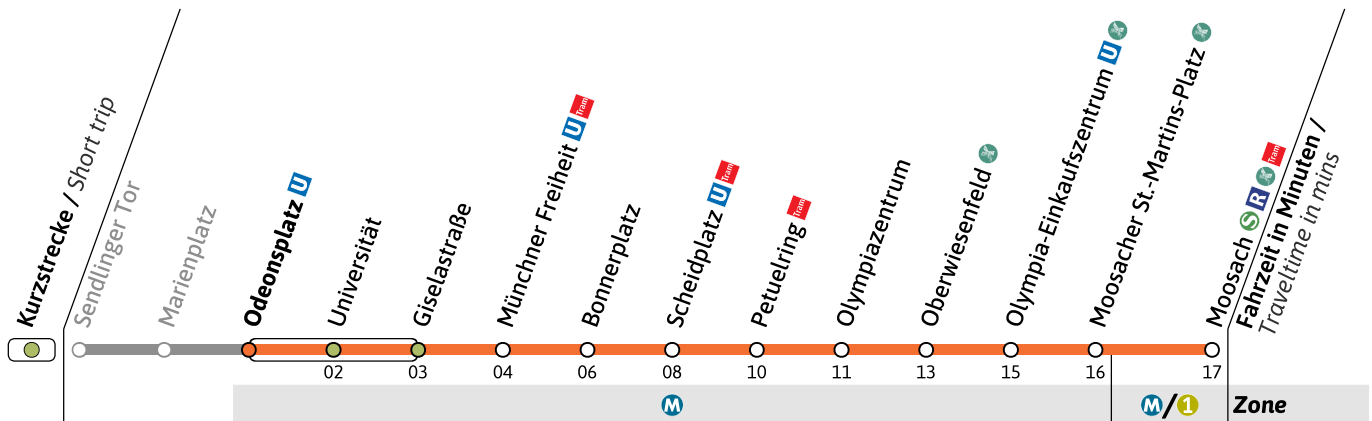 Kurzstrecke / Short trip
Sendlinger Tor
Marienplatz
Odeonsplatz U
Universität
Giselastraße
Münchner Freiheit U Tram
Bonnerplatz
Scheidplatz U Tram
Petuelring Tram
Olympiazentrum
Oberwiesenfeld
Olympia-Einkaufszentrum U
Moosacher St.-Martins-Platz
Moosach S R Tram
Fahrzeit in Minuten /
Traveltime in mins
02 03 04 06 08 10 11 13 15 16 17
M M/1 Zone